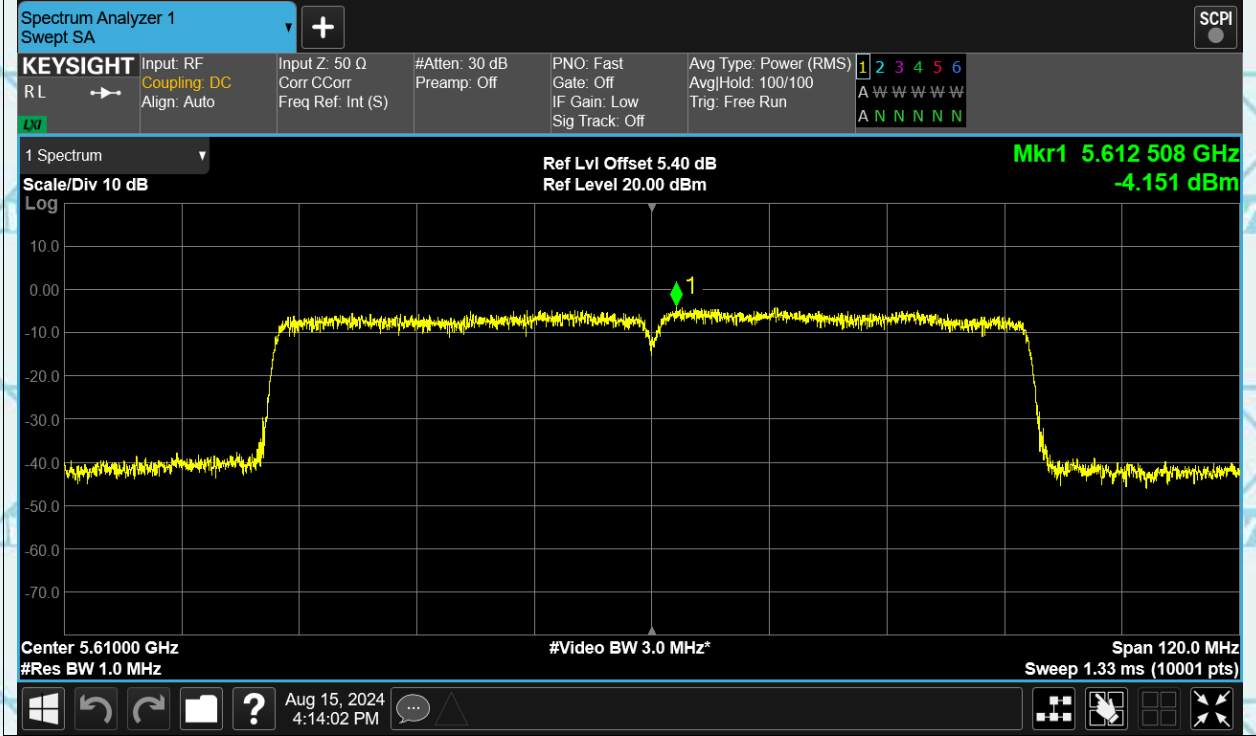 Spectrum Analyzer 1
Swept SA
SCPI
KEYSIGHT
R L
LXI
Input: RF
Coupling: DC
Align: Auto
Input Z: 50 Ω
Corr CCorr
Freq Ref: Int (S)
#Atten: 30 dB
Preamp: Off
PNO: Fast
Gate: Off
IF Gain: Low
Sig Track: Off
Avg Type: Power (RMS)
Avg|Hold: 100/100
Trig: Free Run
1 2 3 4 5 6
A W W W W W
A N N N N N
1 Spectrum
Scale/Div 10 dB
Log
Ref Lvl Offset 5.40 dB
Ref Level 20.00 dBm
Mkr1 5.612 508 GHz
-4.151 dBm
1
10.0
0.00
-10.0
-20.0
-30.0
-40.0
-50.0
-60.0
-70.0
Center 5.61000 GHz
#Video BW 3.0 MHz*
Span 120.0 MHz
#Res BW 1.0 MHz
Sweep 1.33 ms (10001 pts)
?
Aug 15, 2024
4:14:02 PM